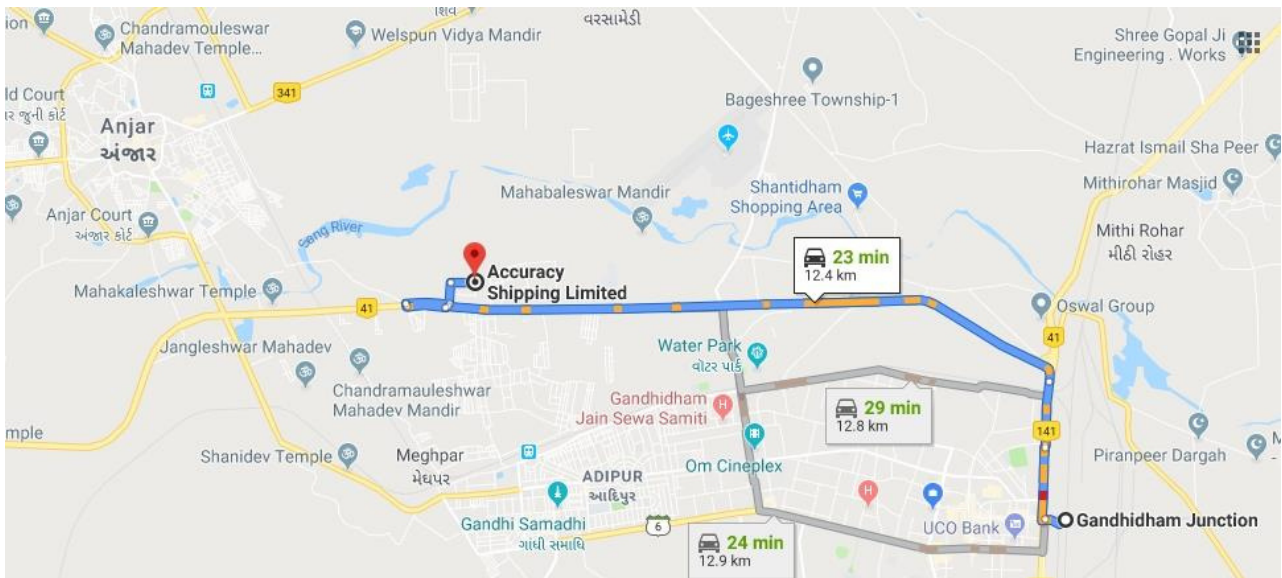 tion
Chandramouleswar
Mahadev Temple...
Welspun Vidya Mandir
વરસામેડી
Shree Gopal Ji
Engineering . Works
ld Court
341
Bageshree Township-1
Anjar
અંજાર
Hazrat Ismail Sha Peer
Mithirohar Masjid
Mahabaleswar Mandir
Shantidham
Shopping Area
Anjar Court
અંજાર કોર્ટ
Sang River
Mithi Rohar
મીઠી રોહર
23 min
12.4 km
Accuracy
Shipping Limited
Mahakaleshwar Temple
41
Oswal Group
41
Jangleshwar Mahadev
Water Park
વોટર પાર્ક
Chandramauleshwar
Mahadev Mandir
Gandhidham
Jain Sewa Samiti
H
29 min
12.8 km
mple
141
Shanidev Temple
Meghpar
મેઘપર
Om Cineplex
Piranpeer Dargah
ADIPUR
આદિપુર
H
Gandhi Samadhi
ગાંધી સમાધિ
6
UCO Bank
Gandhidham Junction
24 min
12.9 km